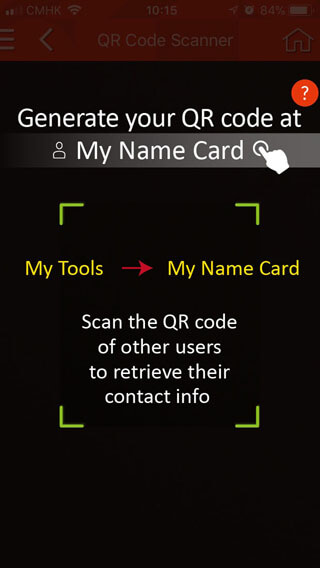 CMHK 10:15 84%
QR Code Scanner
?
Generate your QR code at
My Name Card
My Tools → My Name Card
Scan the QR code
of other users
to retrieve their
contact info